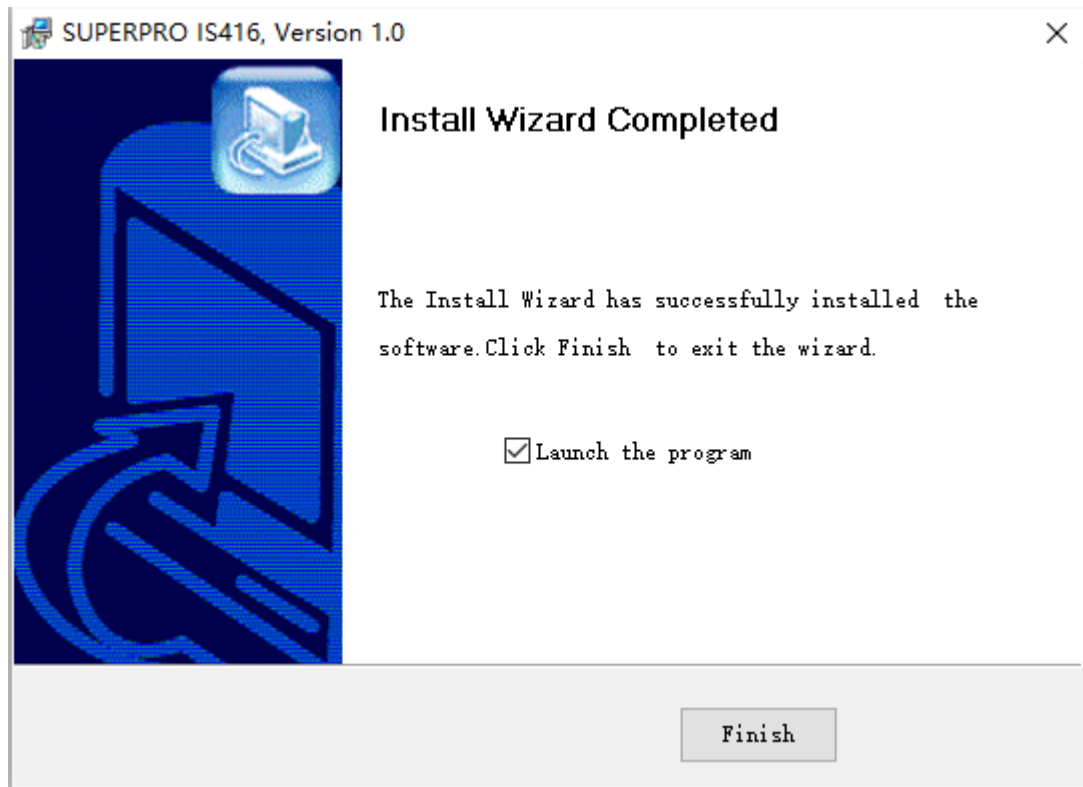 SUPERPRO IS416, Version 1.0
Install Wizard Completed
The Install Wizard has successfully installed  the
software.Click Finish  to exit the wizard.
Launch the program
Finish